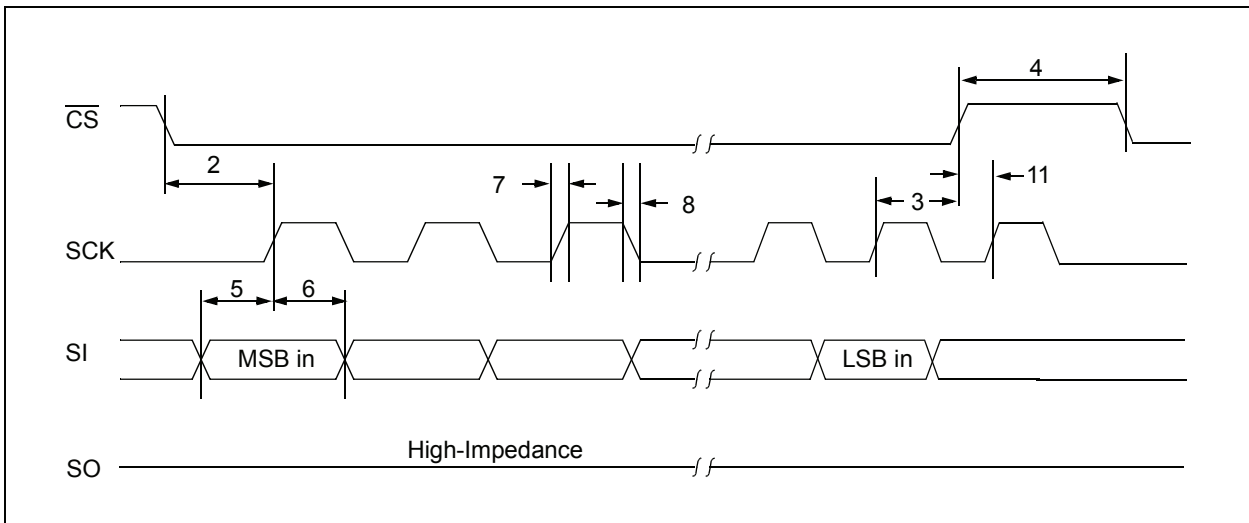 4
CS
2
7
8
3
11
SCK
5
6
SI
MSB in
LSB in
High-Impedance
SO